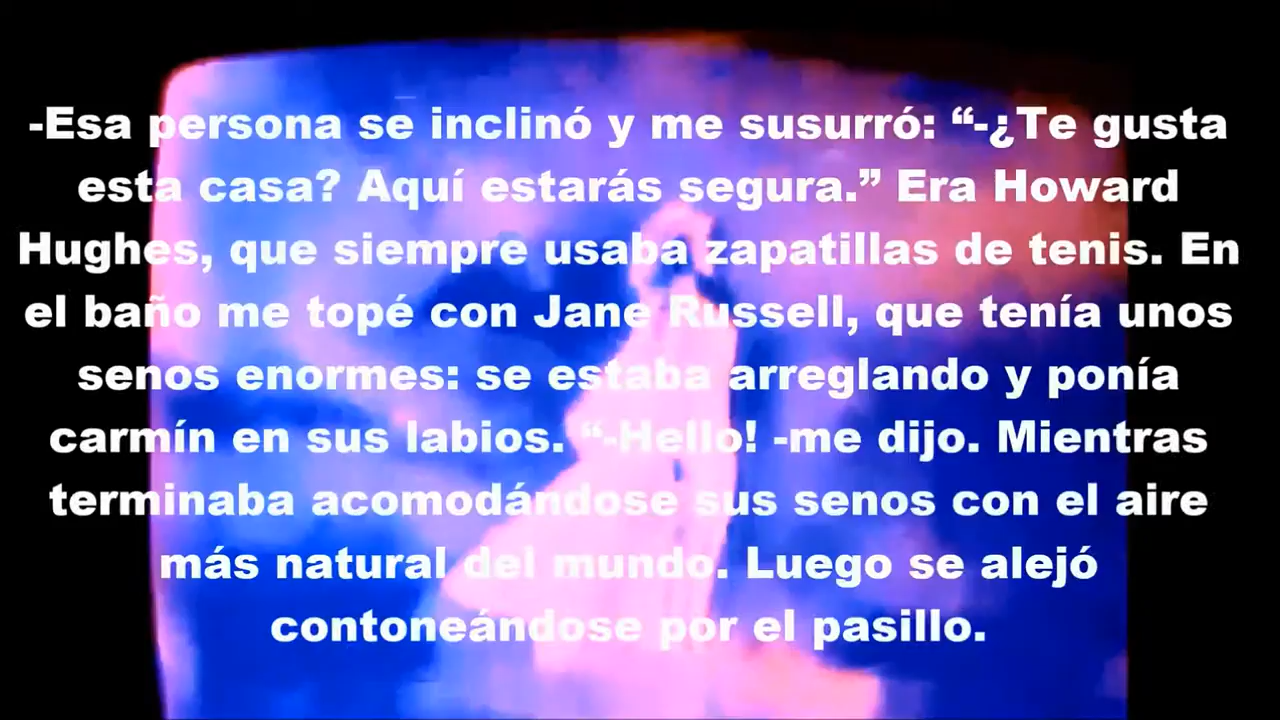 -Esa persona se inclinó y me susurró: “-¿Te gusta
esta casa? Aquí estarás segura.” Era Howard
Hughes, que siempre usaba zapatillas de tenis. En
el baño me topé con Jane Russell, que tenía unos
senos enormes: se estaba arreglando y ponía
carmín en sus labios. “-Hello! -me dijo. Mientras
terminaba acomodándose sus senos con el aire
más natural del mundo. Luego se alejó
contoneándose por el pasillo.